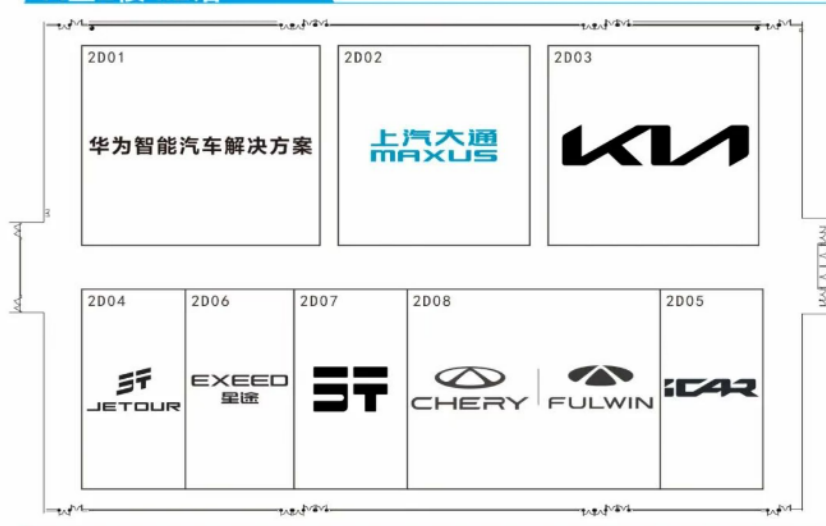 2D01
华为智能汽车解决方案
2D02
上汽大通
MAXUS
2D03
KIA
2D04
JETOUR
2D06
EXEED
星途
2D07
2D08
CHERY
FULWIN
2D05
iCAR